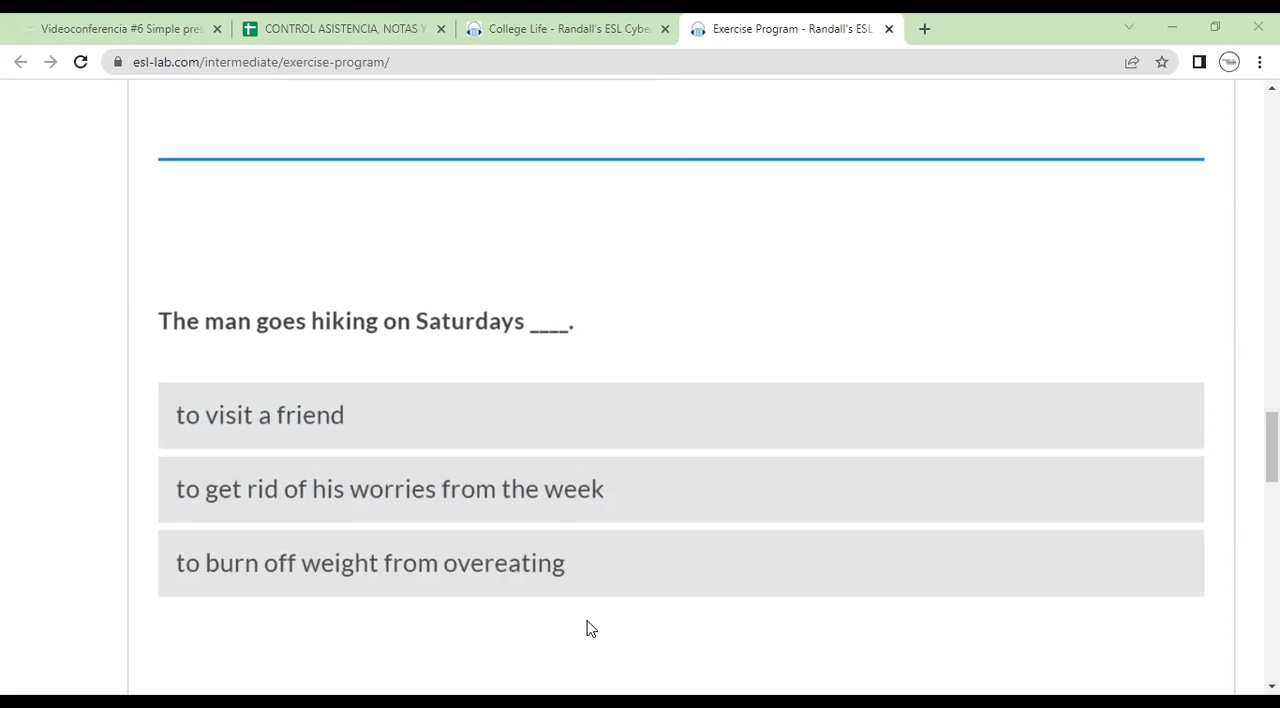 Videoconferencia #6 Simple pres
CONTROL ASISTENCIA, NOTAS Y
College Life - Randall's ESL Cybe
Exercise Program - Randall's ESL
esl-lab.com/intermediate/exercise-program/
The man goes hiking on Saturdays ____.
to visit a friend
to get rid of his worries from the week
to burn off weight from overeating